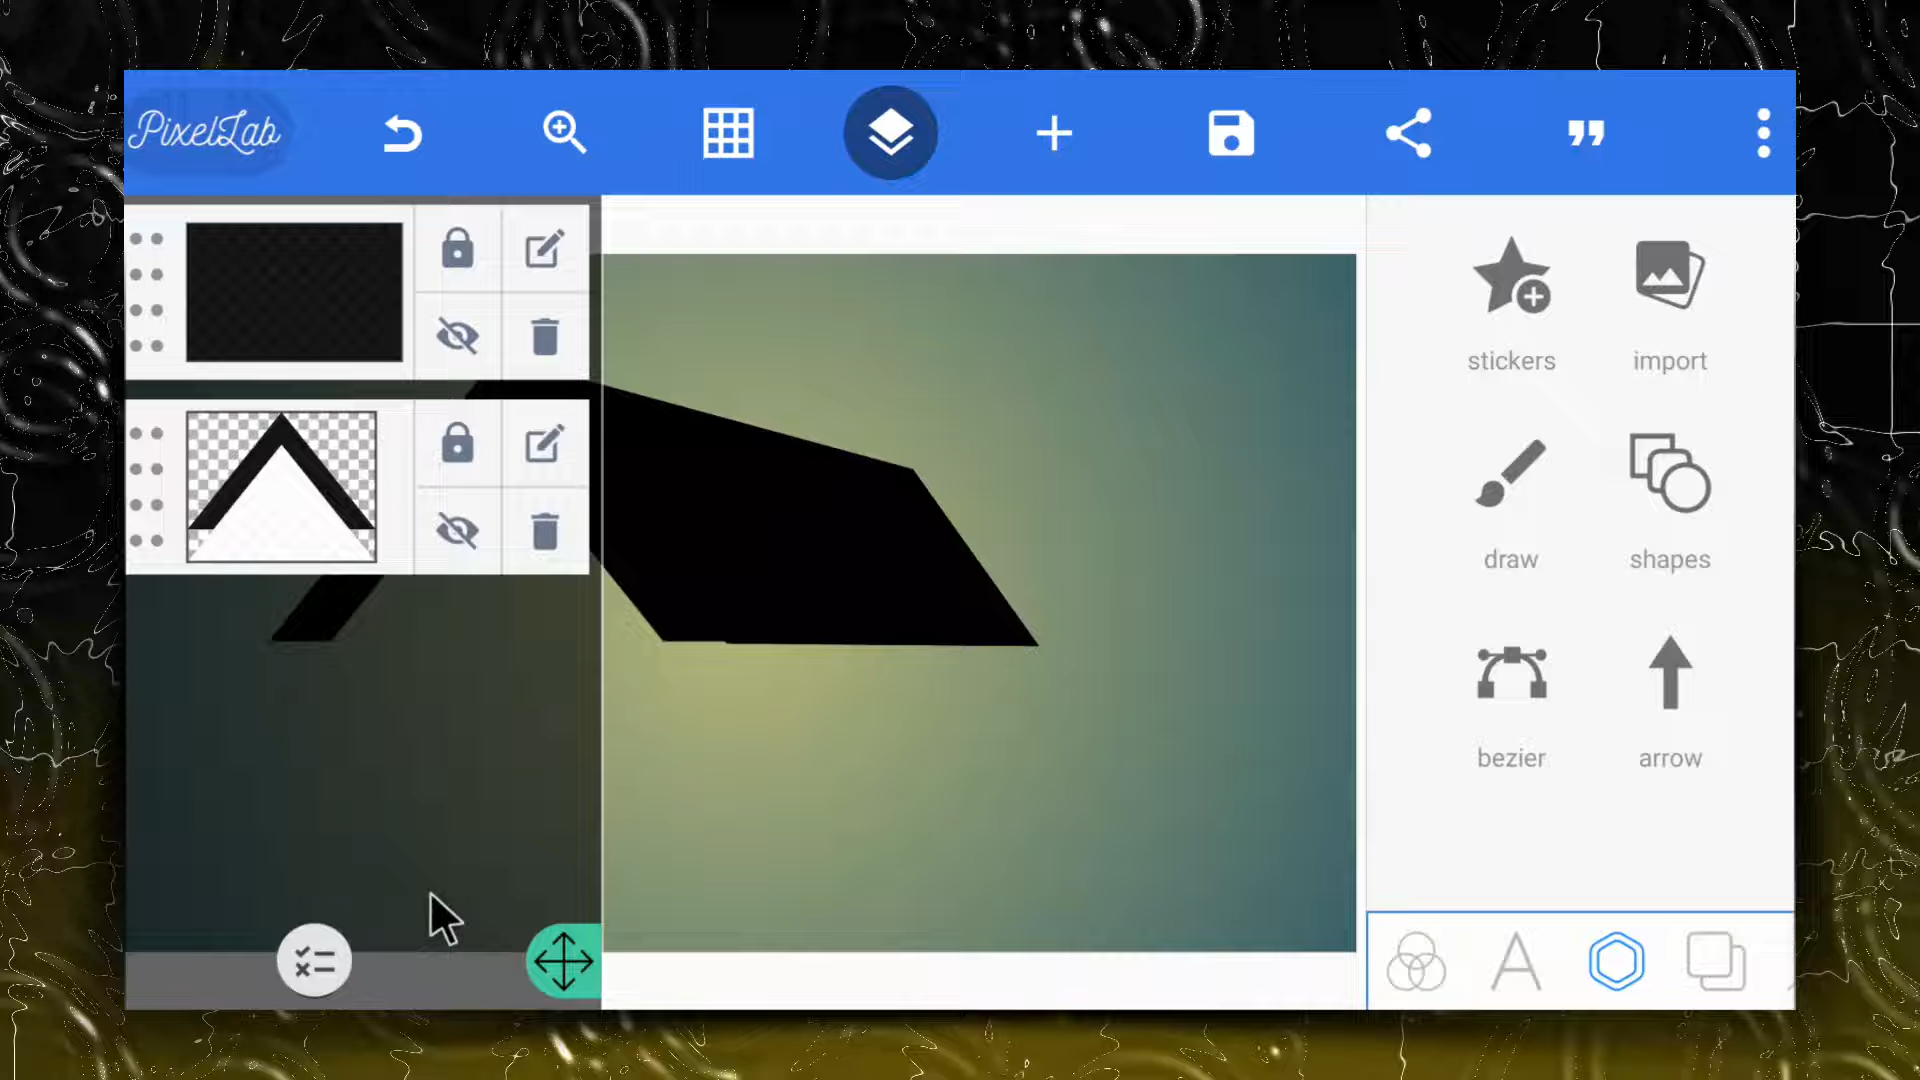 PixelLab
stickers
import
draw
shapes
bezier
arrow